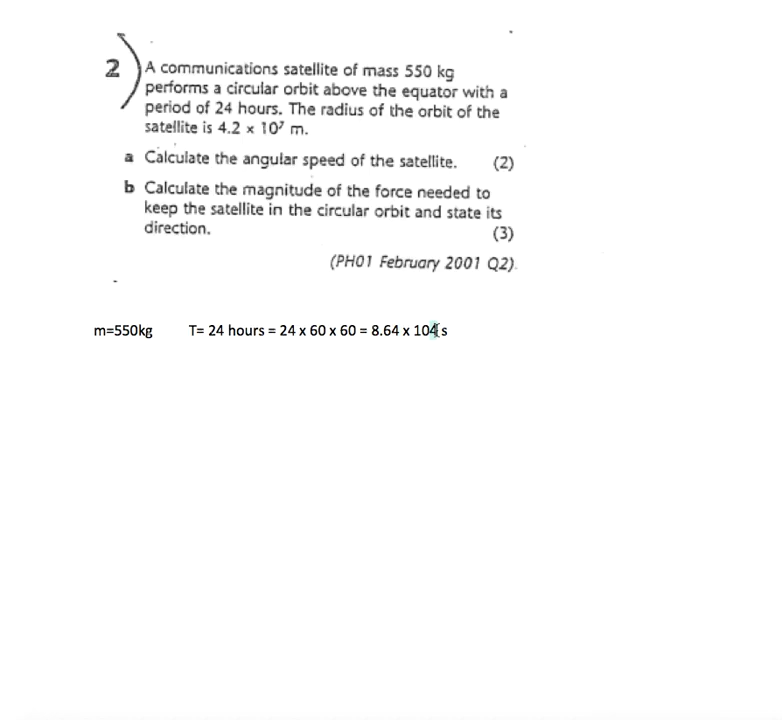 2 A communications satellite of mass 550 kg
performs a circular orbit above the equator with a
period of 24 hours. The radius of the orbit of the
satellite is 4.2 × 10⁷ m.
a Calculate the angular speed of the satellite. (2)
b Calculate the magnitude of the force needed to
keep the satellite in the circular orbit and state its
direction. (3)
(PH01 February 2001 Q2).
m=550kg T= 24 hours = 24 x 60 x 60 = 8.64 x 104 s